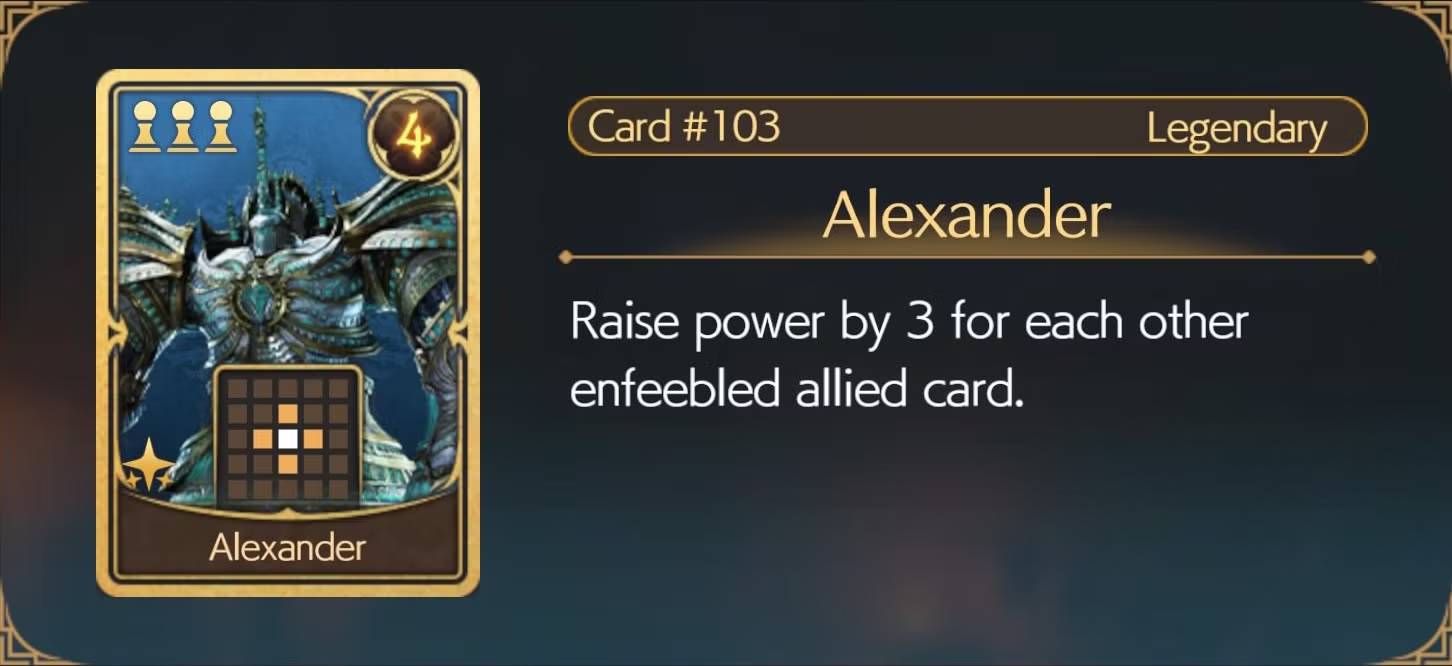 4
Alexander
Card #103
Legendary
Alexander
Raise power by 3 for each other
enfeebled allied card.